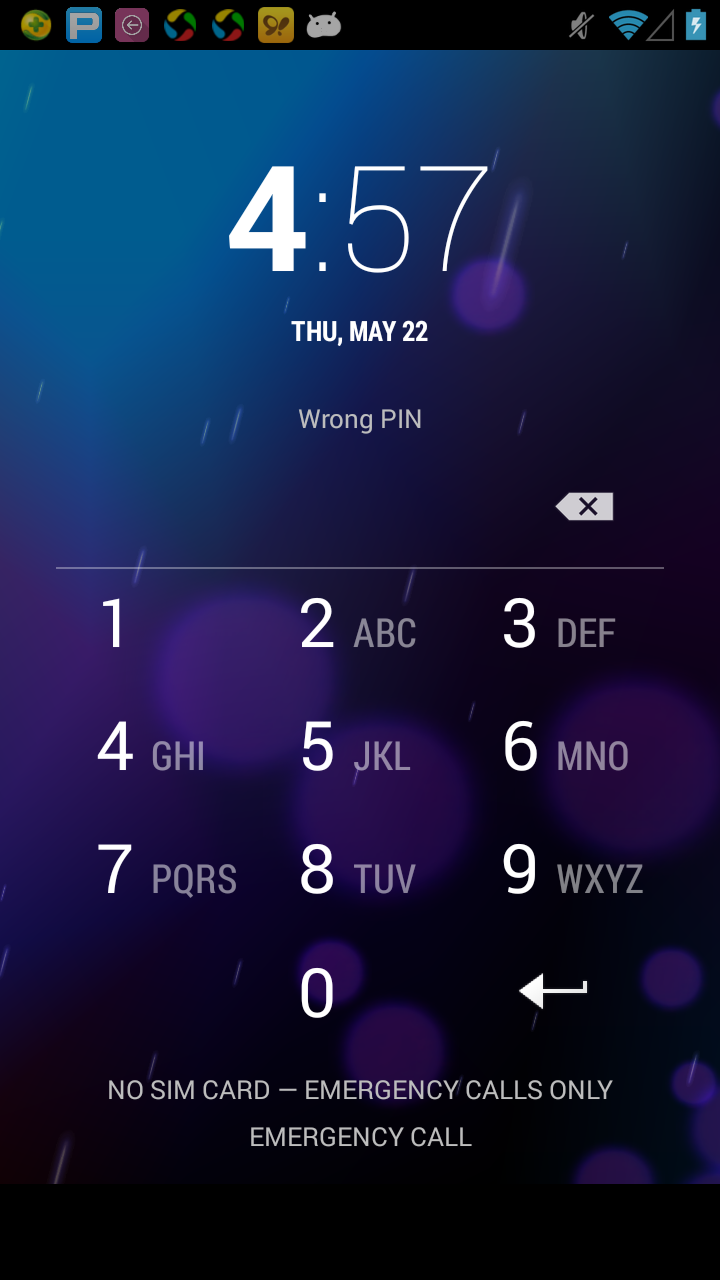 4:57
THU, MAY 22
Wrong PIN
1
2 ABC
3 DEF
4 GHI
5 JKL
6 MNO
7 PQRS
8 TUV
9 WXYZ
0
NO SIM CARD — EMERGENCY CALLS ONLY
EMERGENCY CALL